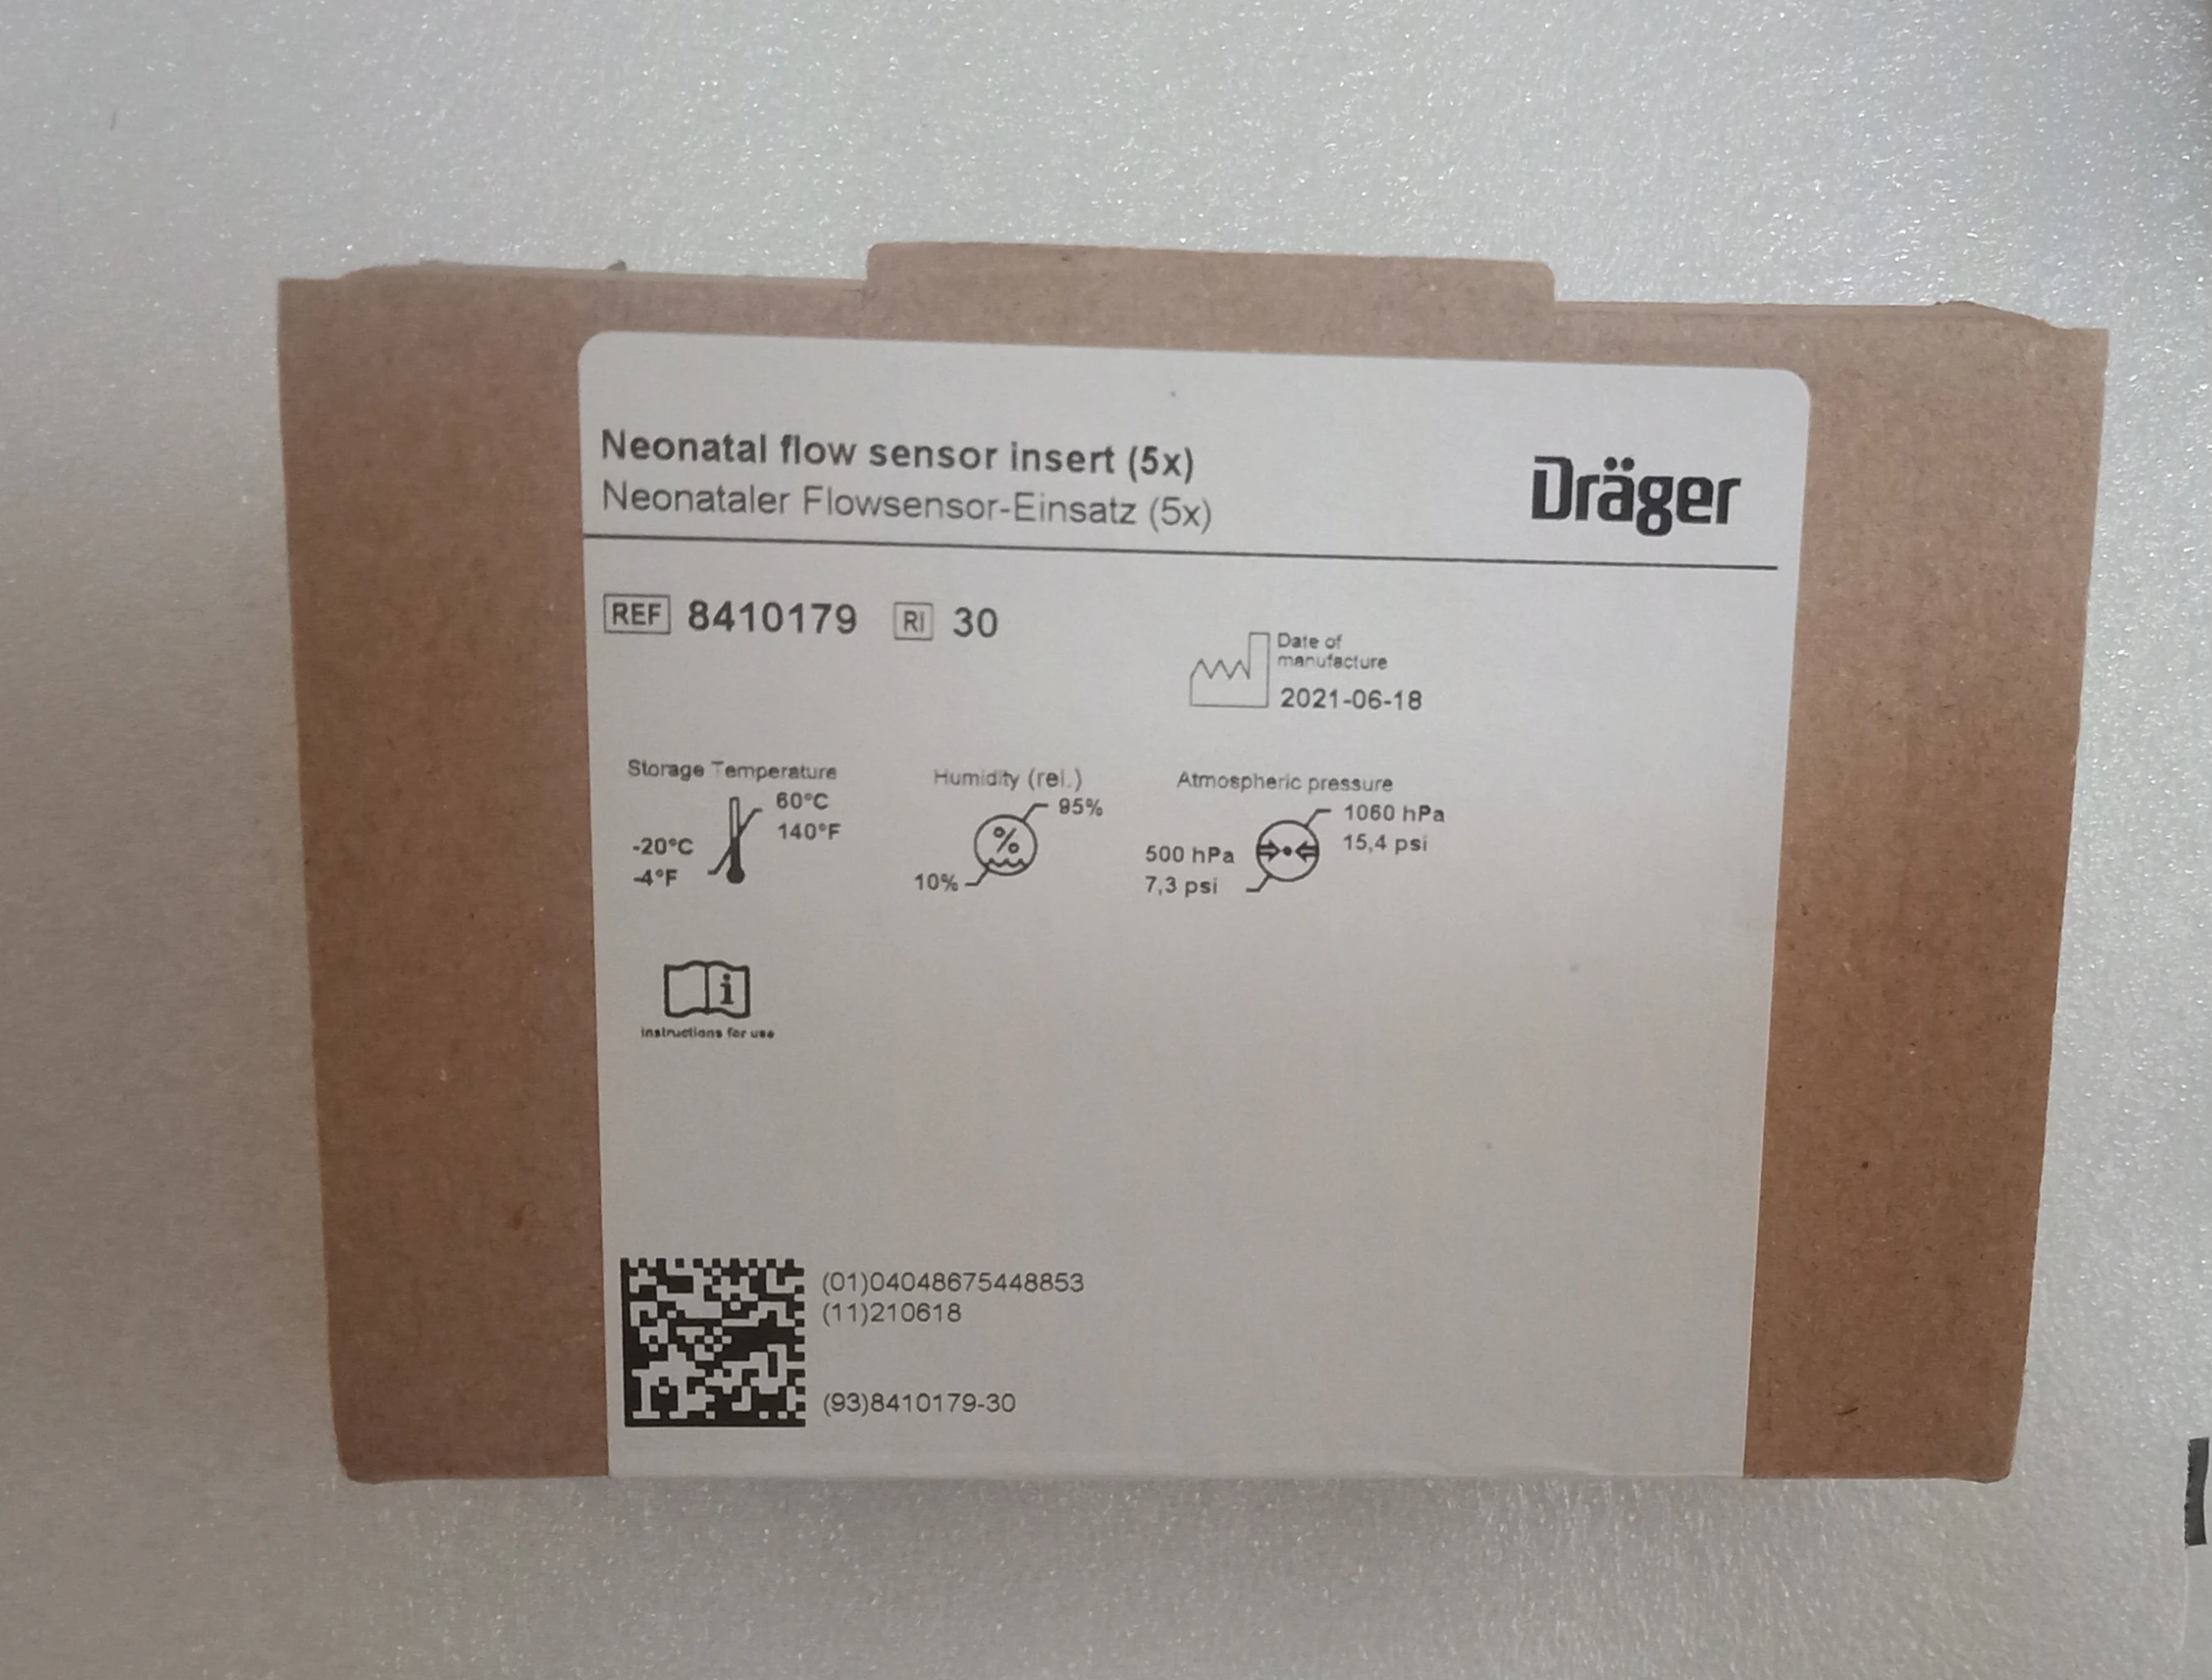 Neonatal flow sensor insert (5x)
Neonataler Flowsensor-Einsatz (5x)
Dräger
REF 8410179 RI 30
Date of
manufacture
2021-06-18
Storage Temperature
60°C
140°F
-20°C
-4°F
Humidity (rel.)
95%
%
10%
Atmospheric pressure
1060 hPa
15,4 psi
500 hPa
7,3 psi
i
instructions for use
(01)04048675448853
(11)210618
(93)8410179-30